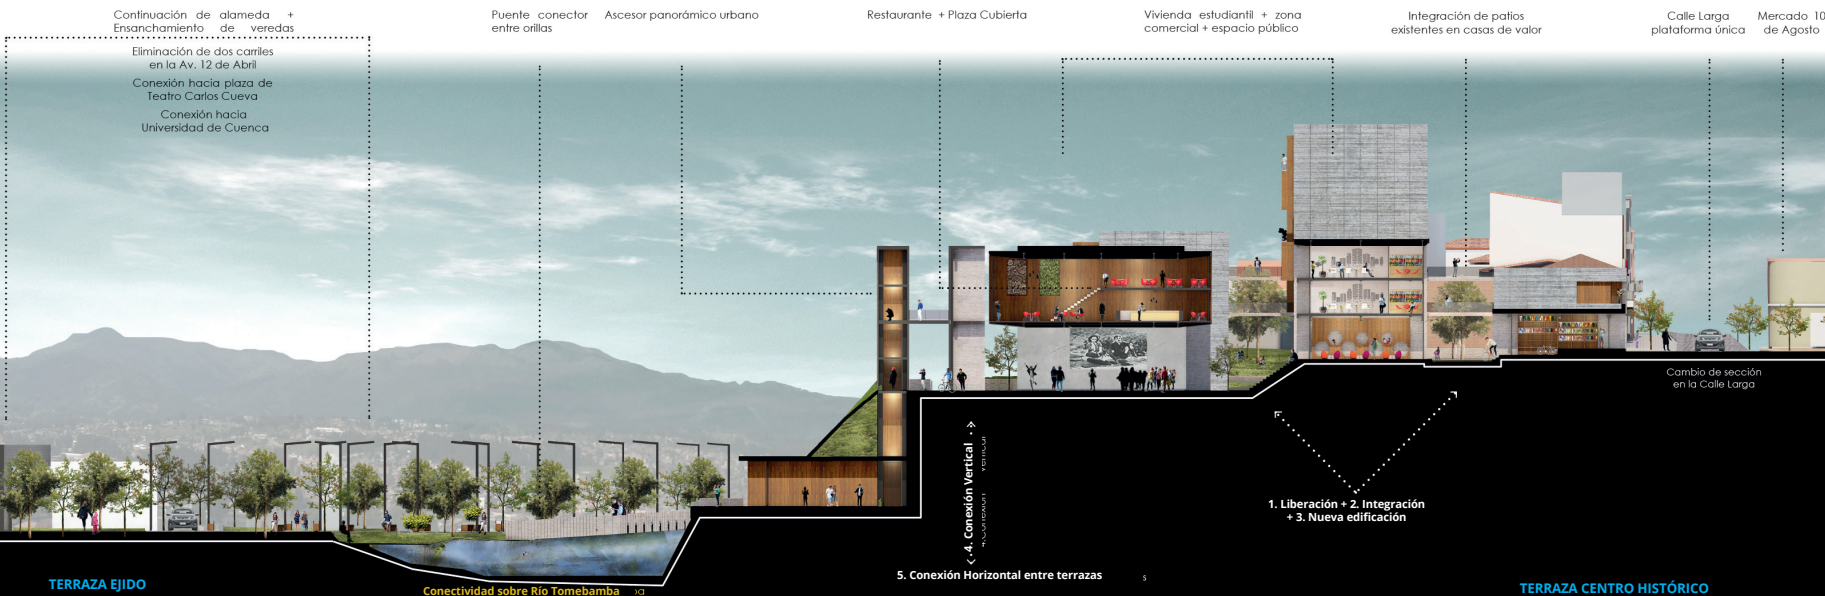 Continuación de alameda +
Ensanchamiento de veredas
Eliminación de dos carriles
en la Av. 12 de Abril
Conexión hacia plaza de
Teatro Carlos Cueva
Conexión hacia
Universidad de Cuenca
Puente conector
entre orillas
Ascesor panorámico urbano
Restaurante + Plaza Cubierta
Vivienda estudiantil + zona
comercial + espacio público
Integración de patios
existentes en casas de valor
Calle Larga
plataforma única
Mercado 10
de Agosto
Cambio de sección
en la Calle Larga
4. Conexión Vertical
1. Liberación + 2. Integración
+ 3. Nueva edificación
5. Conexión Horizontal entre terrazas
s
TERRAZA EJIDO
Conectividad sobre Río Tomebamba
TERRAZA CENTRO HISTÓRICO